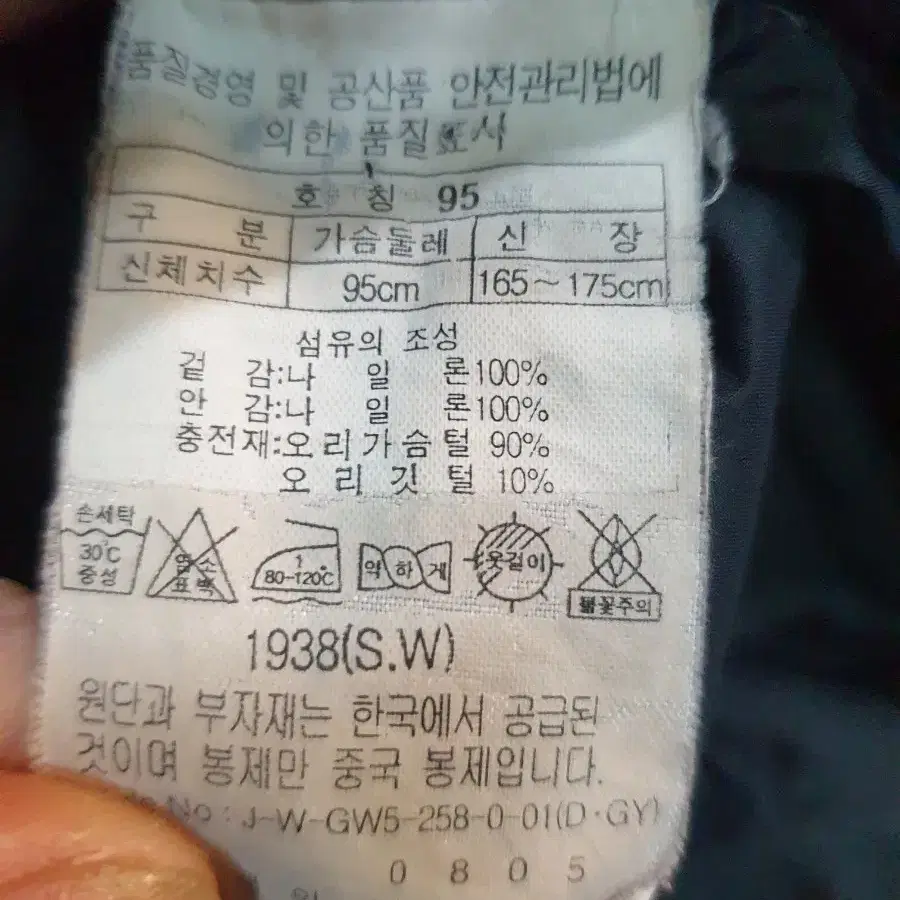 품질경영 및 공산품 안전관리법에
의한 품질표시
호 칭 95
구 분 가슴둘레 신 장
신체치수 95cm 165~175cm
섬유의 조성
겉 감:나 일 론100%
안 감:나 일 론100%
충전재:오리가슴털 90%
오 리 깃 털 10%
손세탁
30℃
중성
염소
표백
1
80-120℃
약하게
옷걸이
불꽃주의
1938(S.W)
원단과 부자재는 한국에서 공급된
것이며 봉제만 중국 봉제입니다.
No : J-W-GW5-258-0-01(D·GY)
0 8 0 5